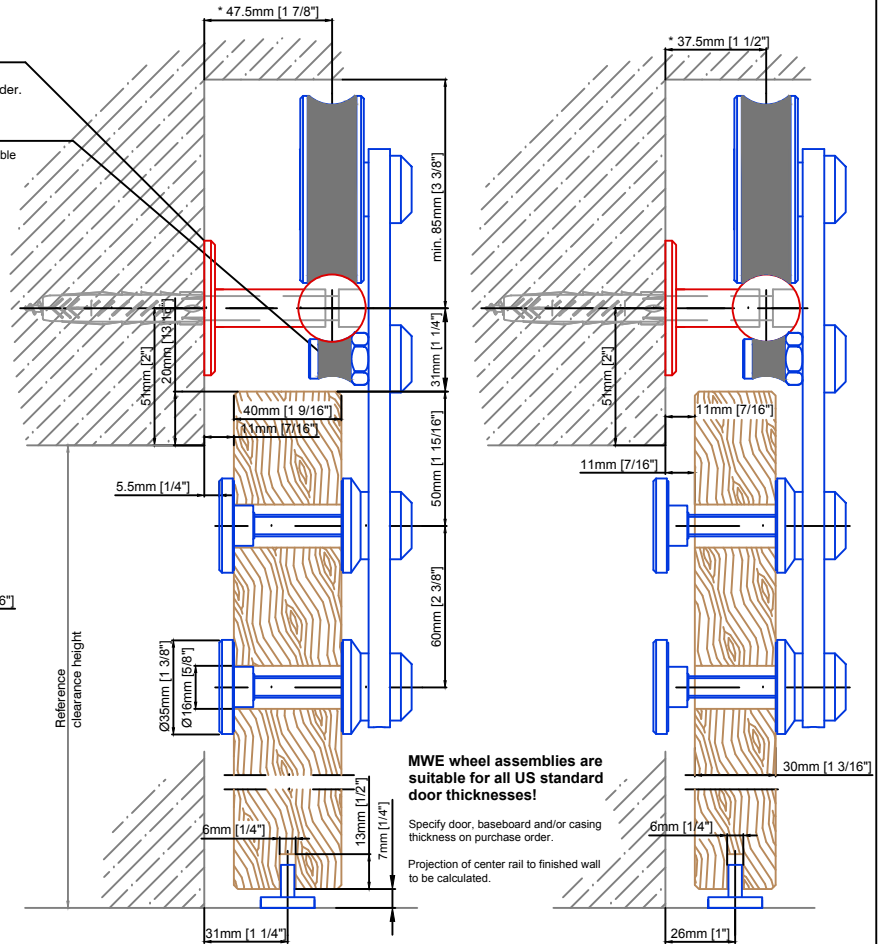 * 47.5mm [1 7/8"]
* 37.5mm [1 1/2"]
der.
ble
min. 85mm [3 3/8"]
31mm [1 1/4"]
51mm [2"]
20mm [13/16"]
51mm [2"]
40mm [1 9/16"]
11mm [7/16"]
11mm [7/16"]
11mm [7/16"]
5.5mm [1/4"]
50mm [1 15/16"]
60mm [2 3/8"]
6"]
Reference
clearance height
Ø35mm [1 3/8"]
Ø16mm [5/8"]
MWE wheel assemblies are
suitable for all US standard
door thicknesses!
Specify door, baseboard and/or casing
thickness on purchase order.
Projection of center rail to finished wall
to be calculated.
30mm [1 3/16"]
6mm [1/4"]
13mm [1/2"]
7mm [1/4"]
6mm [1/4"]
31mm [1 1/4"]
26mm [1"]